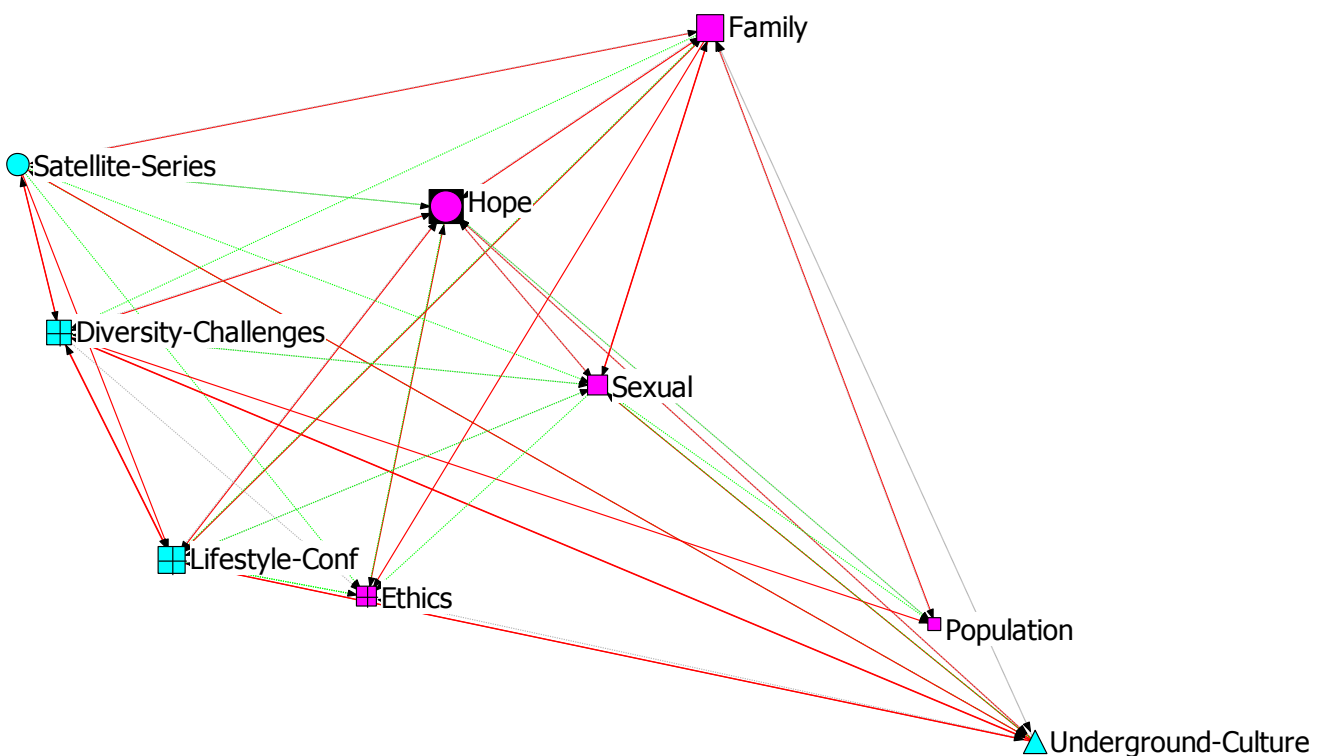 Family
Satellite-Series
Hope
Diversity-Challenges
Sexual
Lifestyle-Conf
Ethics
Population
Underground-Culture